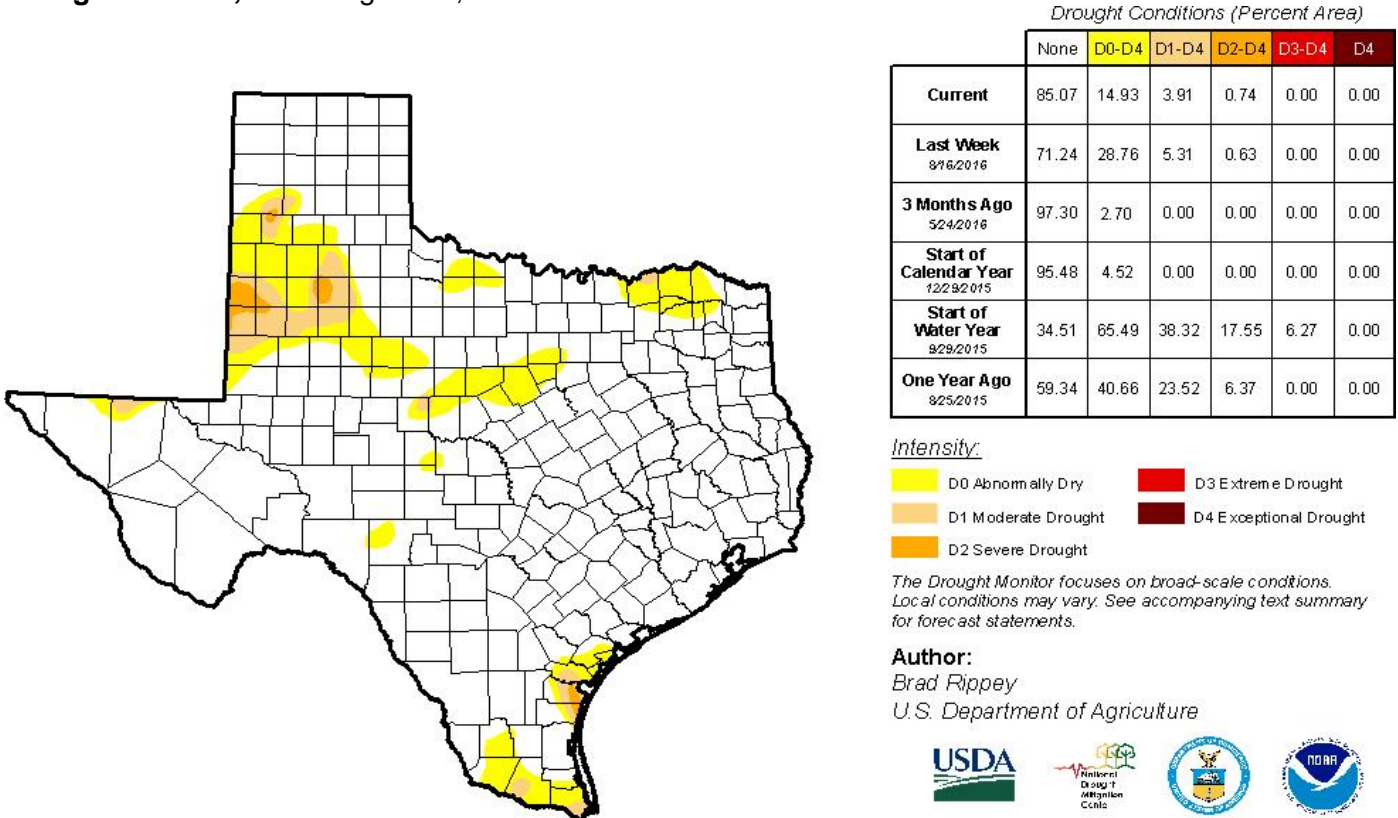 Drought Conditions (Percent Area)
None D0-D4 D1-D4 D2-D4 D3-D4 D4
Current 85.07 14.93 3.91 0.74 0.00 0.00
Last Week 8/16/2016 71.24 28.76 5.31 0.63 0.00 0.00
3 Months Ago 5/24/2016 97.30 2.70 0.00 0.00 0.00 0.00
Start of Calendar Year 12/29/2015 95.48 4.52 0.00 0.00 0.00 0.00
Start of Water Year 9/29/2015 34.51 65.49 38.32 17.55 6.27 0.00
One Year Ago 8/25/2015 59.34 40.66 23.52 6.37 0.00 0.00
Intensity:
D0 Abnormally Dry D3 Extreme Drought
D1 Moderate Drought D4 Exceptional Drought
D2 Severe Drought
The Drought Monitor focuses on broad-scale conditions.
Local conditions may vary. See accompanying text summary
for forecast statements.
Author:
Brad Rippey
U.S. Department of Agriculture
USDA
National
Drought
Mitigation
Center
NOAA